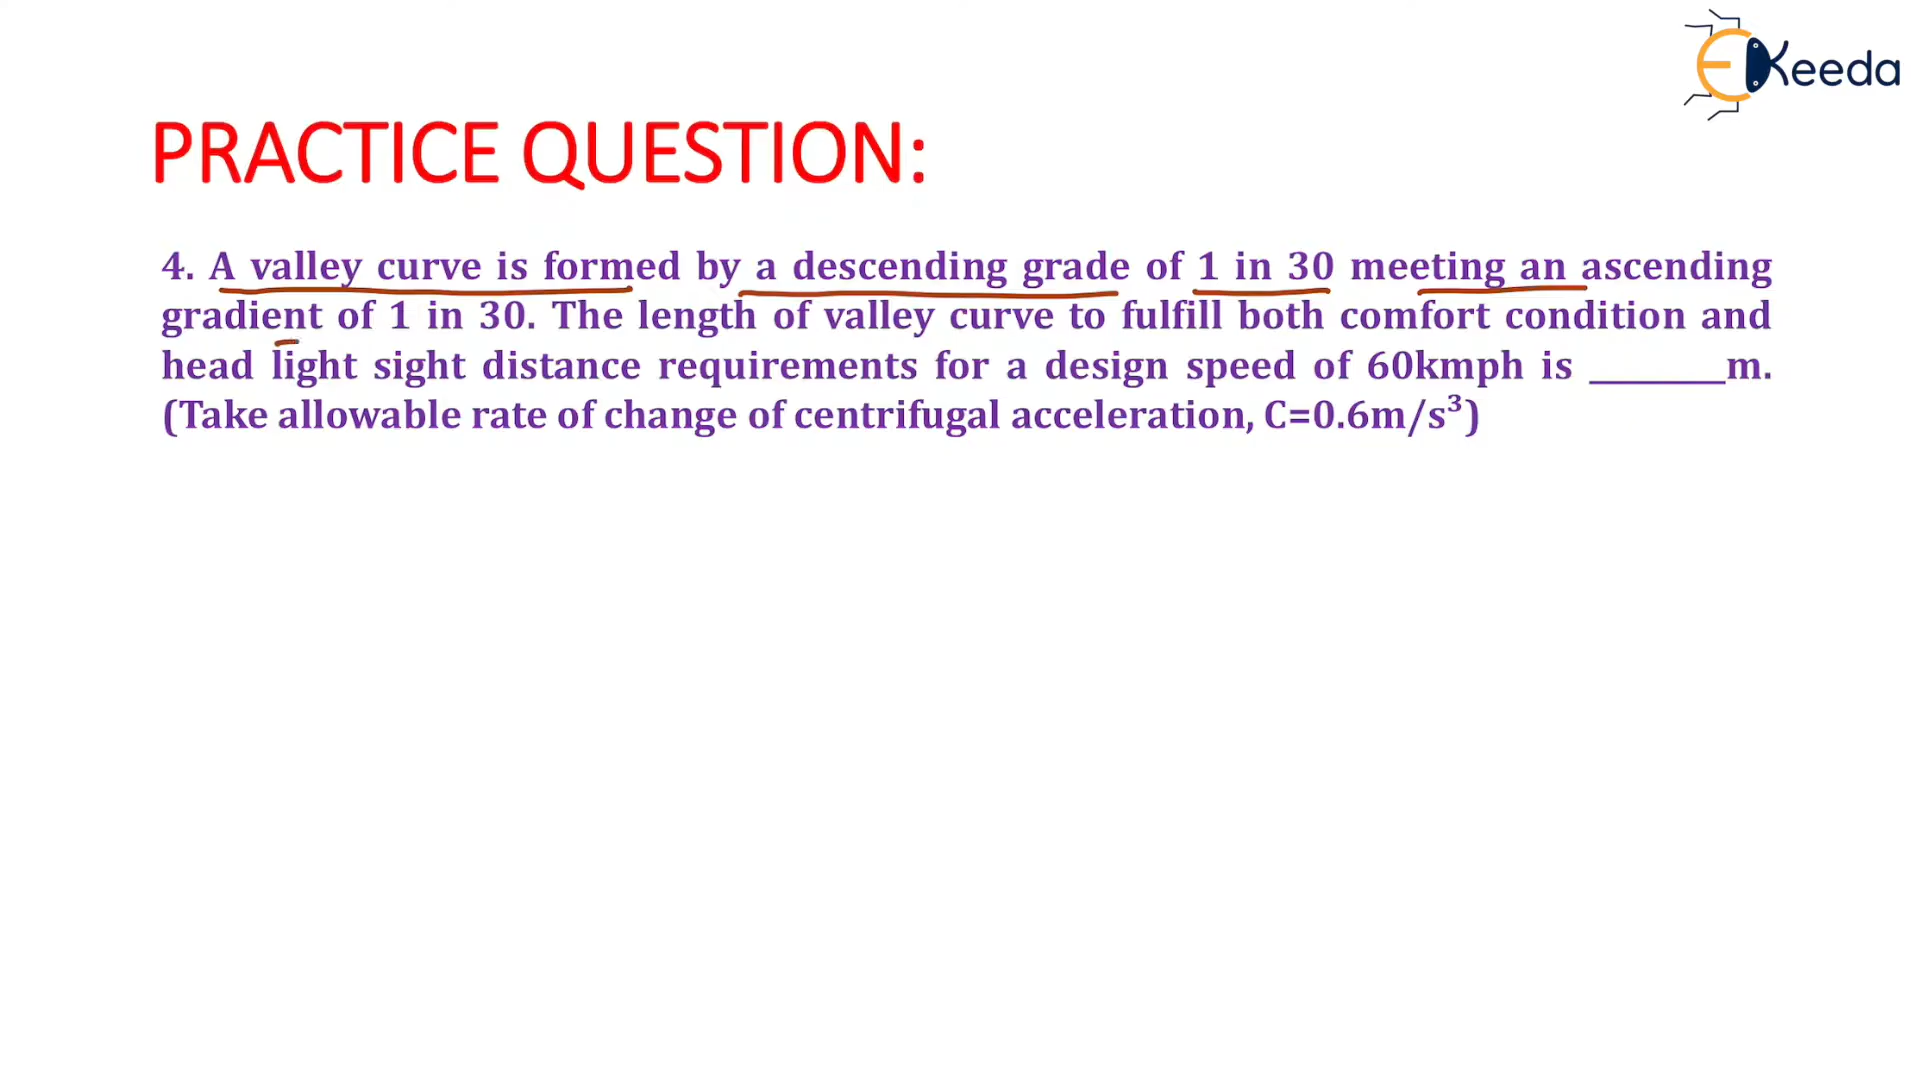 Keeda
PRACTICE QUESTION:
4. A valley curve is formed by a descending grade of 1 in 30 meeting an ascending
gradient of 1 in 30. The length of valley curve to fulfill both comfort condition and
head light sight distance requirements for a design speed of 60kmph is _______m.
(Take allowable rate of change of centrifugal acceleration, C=0.6m/s³)